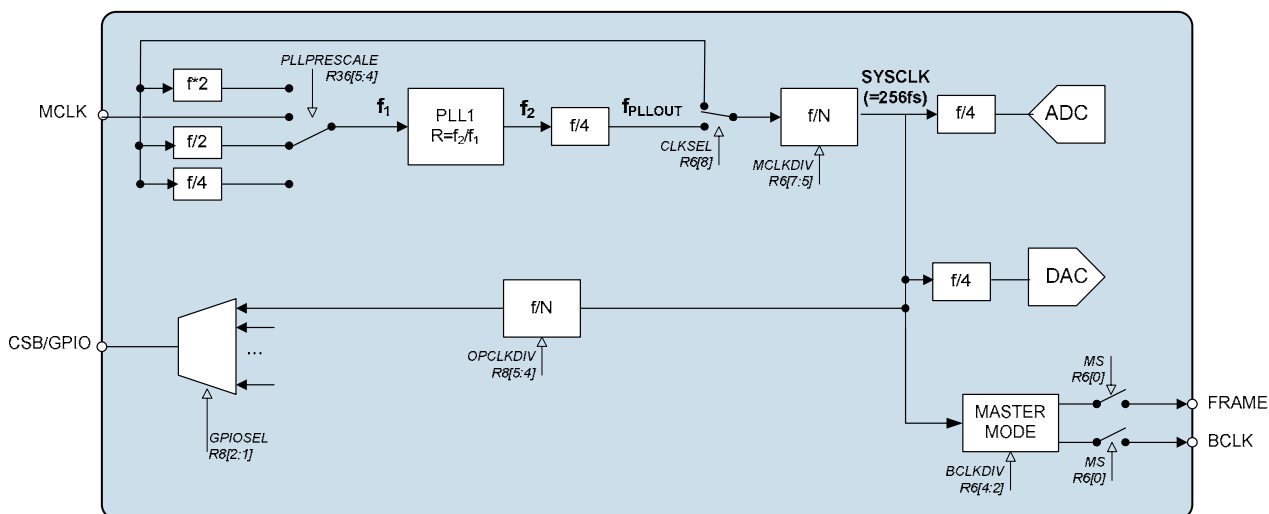 PLLPRESCALE
R36[5:4]
f*2
MCLK
f/2
f/4
f₁
PLL1
R=f₂/f₁
f₂
f/4
fPLLOUT
CLKSEL
R6[8]
f/N
MCLKDIV
R6[7:5]
SYSCLK
(=256fs)
f/4
ADC
f/4
DAC
f/N
OPCLKDIV
R8[5:4]
CSB/GPIO
...
GPIOSEL
R8[2:1]
MASTER
MODE
BCLKDIV
R6[4:2]
MS
R6[0]
FRAME
BCLK
MS
R6[0]